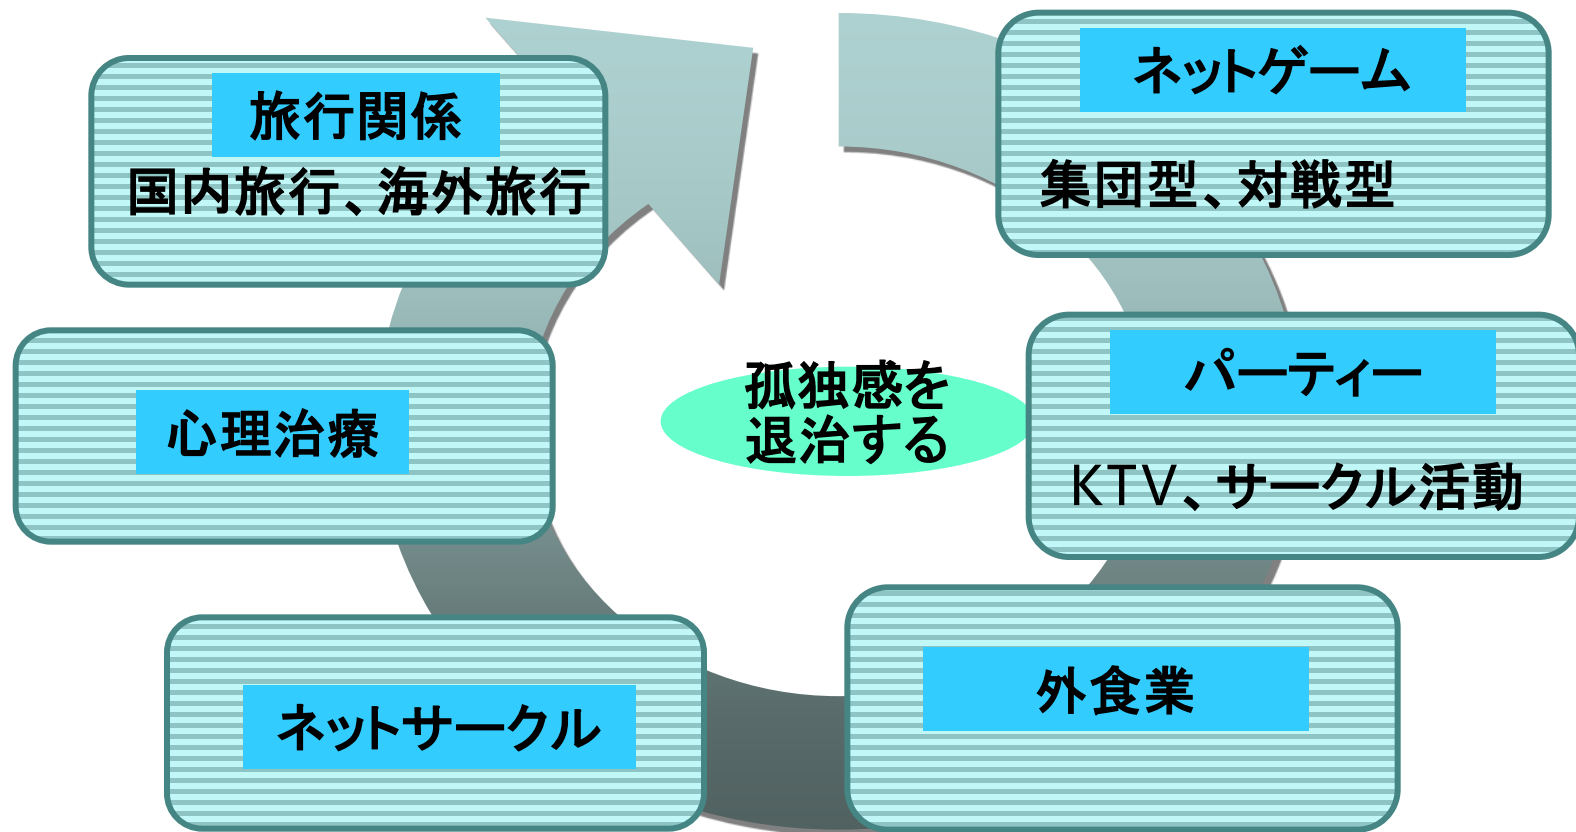 旅行関係
国内旅行、海外旅行
ネットゲーム
集団型、対戦型
心理治療
孤独感を
退治する
パーティー
KTV、サークル活動
ネットサークル
外食業